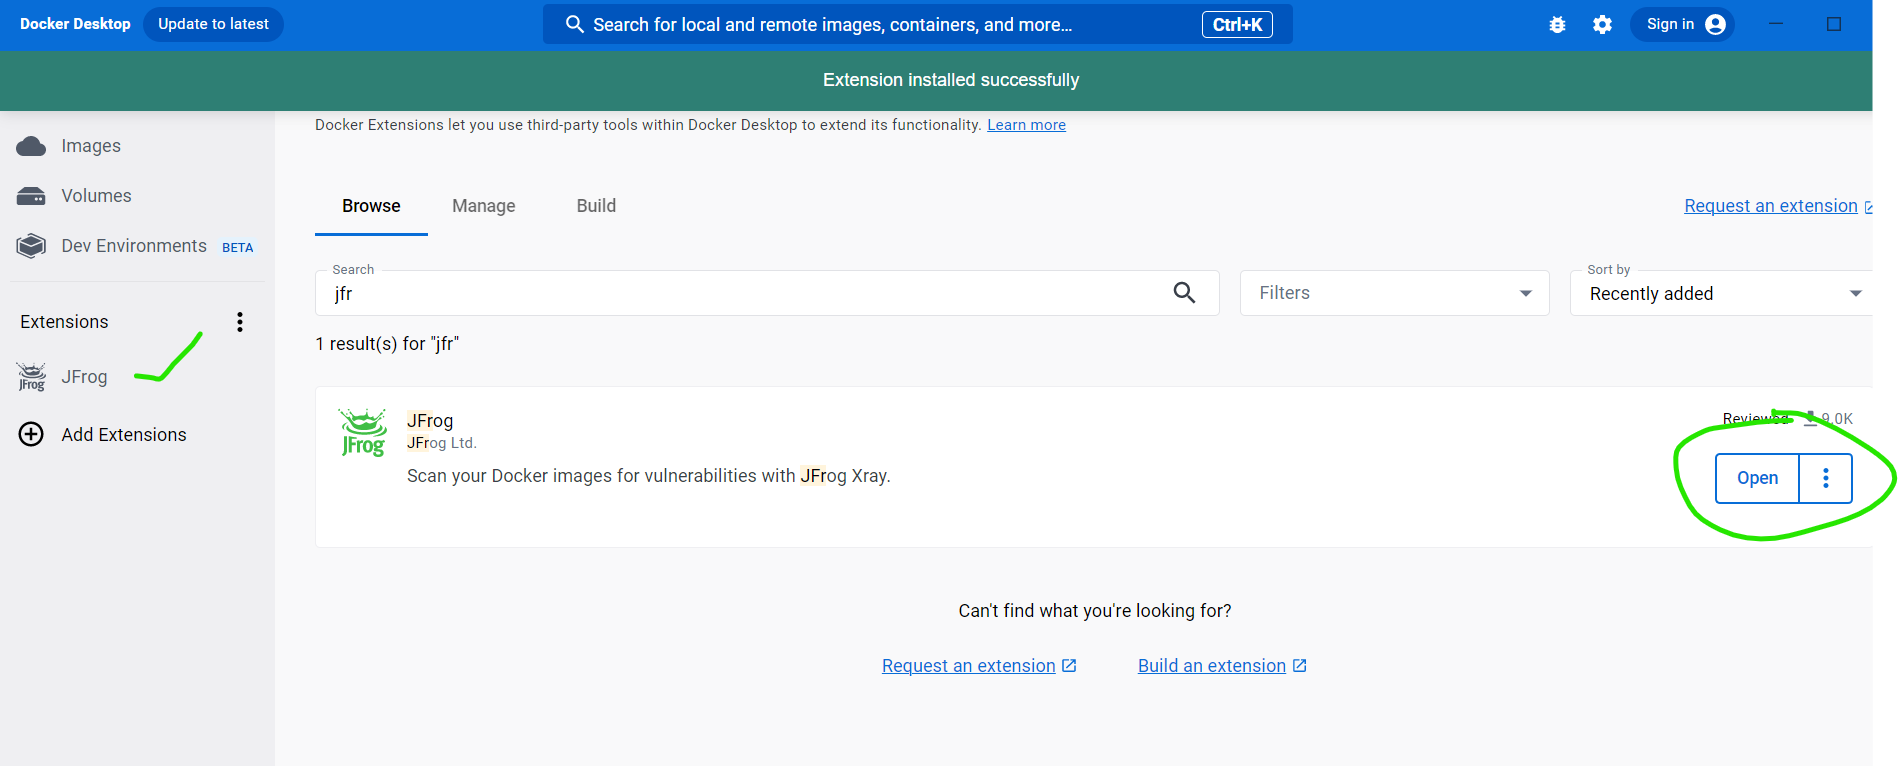 Docker Desktop Update to latest Search for local and remote images, containers, and more... Ctrl+K Sign in
Extension installed successfully
Docker Extensions let you use third-party tools within Docker Desktop to extend its functionality. Learn more
Images
Volumes
Dev Environments BETA
Extensions
JFrog
JFrog
Add Extensions
Browse Manage Build Request an extension
Search
jfr
Filters
Sort by
Recently added
1 result(s) for "jfr"
JFrog
JFrog
JFrog Ltd.
Scan your Docker images for vulnerabilities with JFrog Xray.
Reviewed 9.0K
Open
Can't find what you're looking for?
Request an extension Build an extension